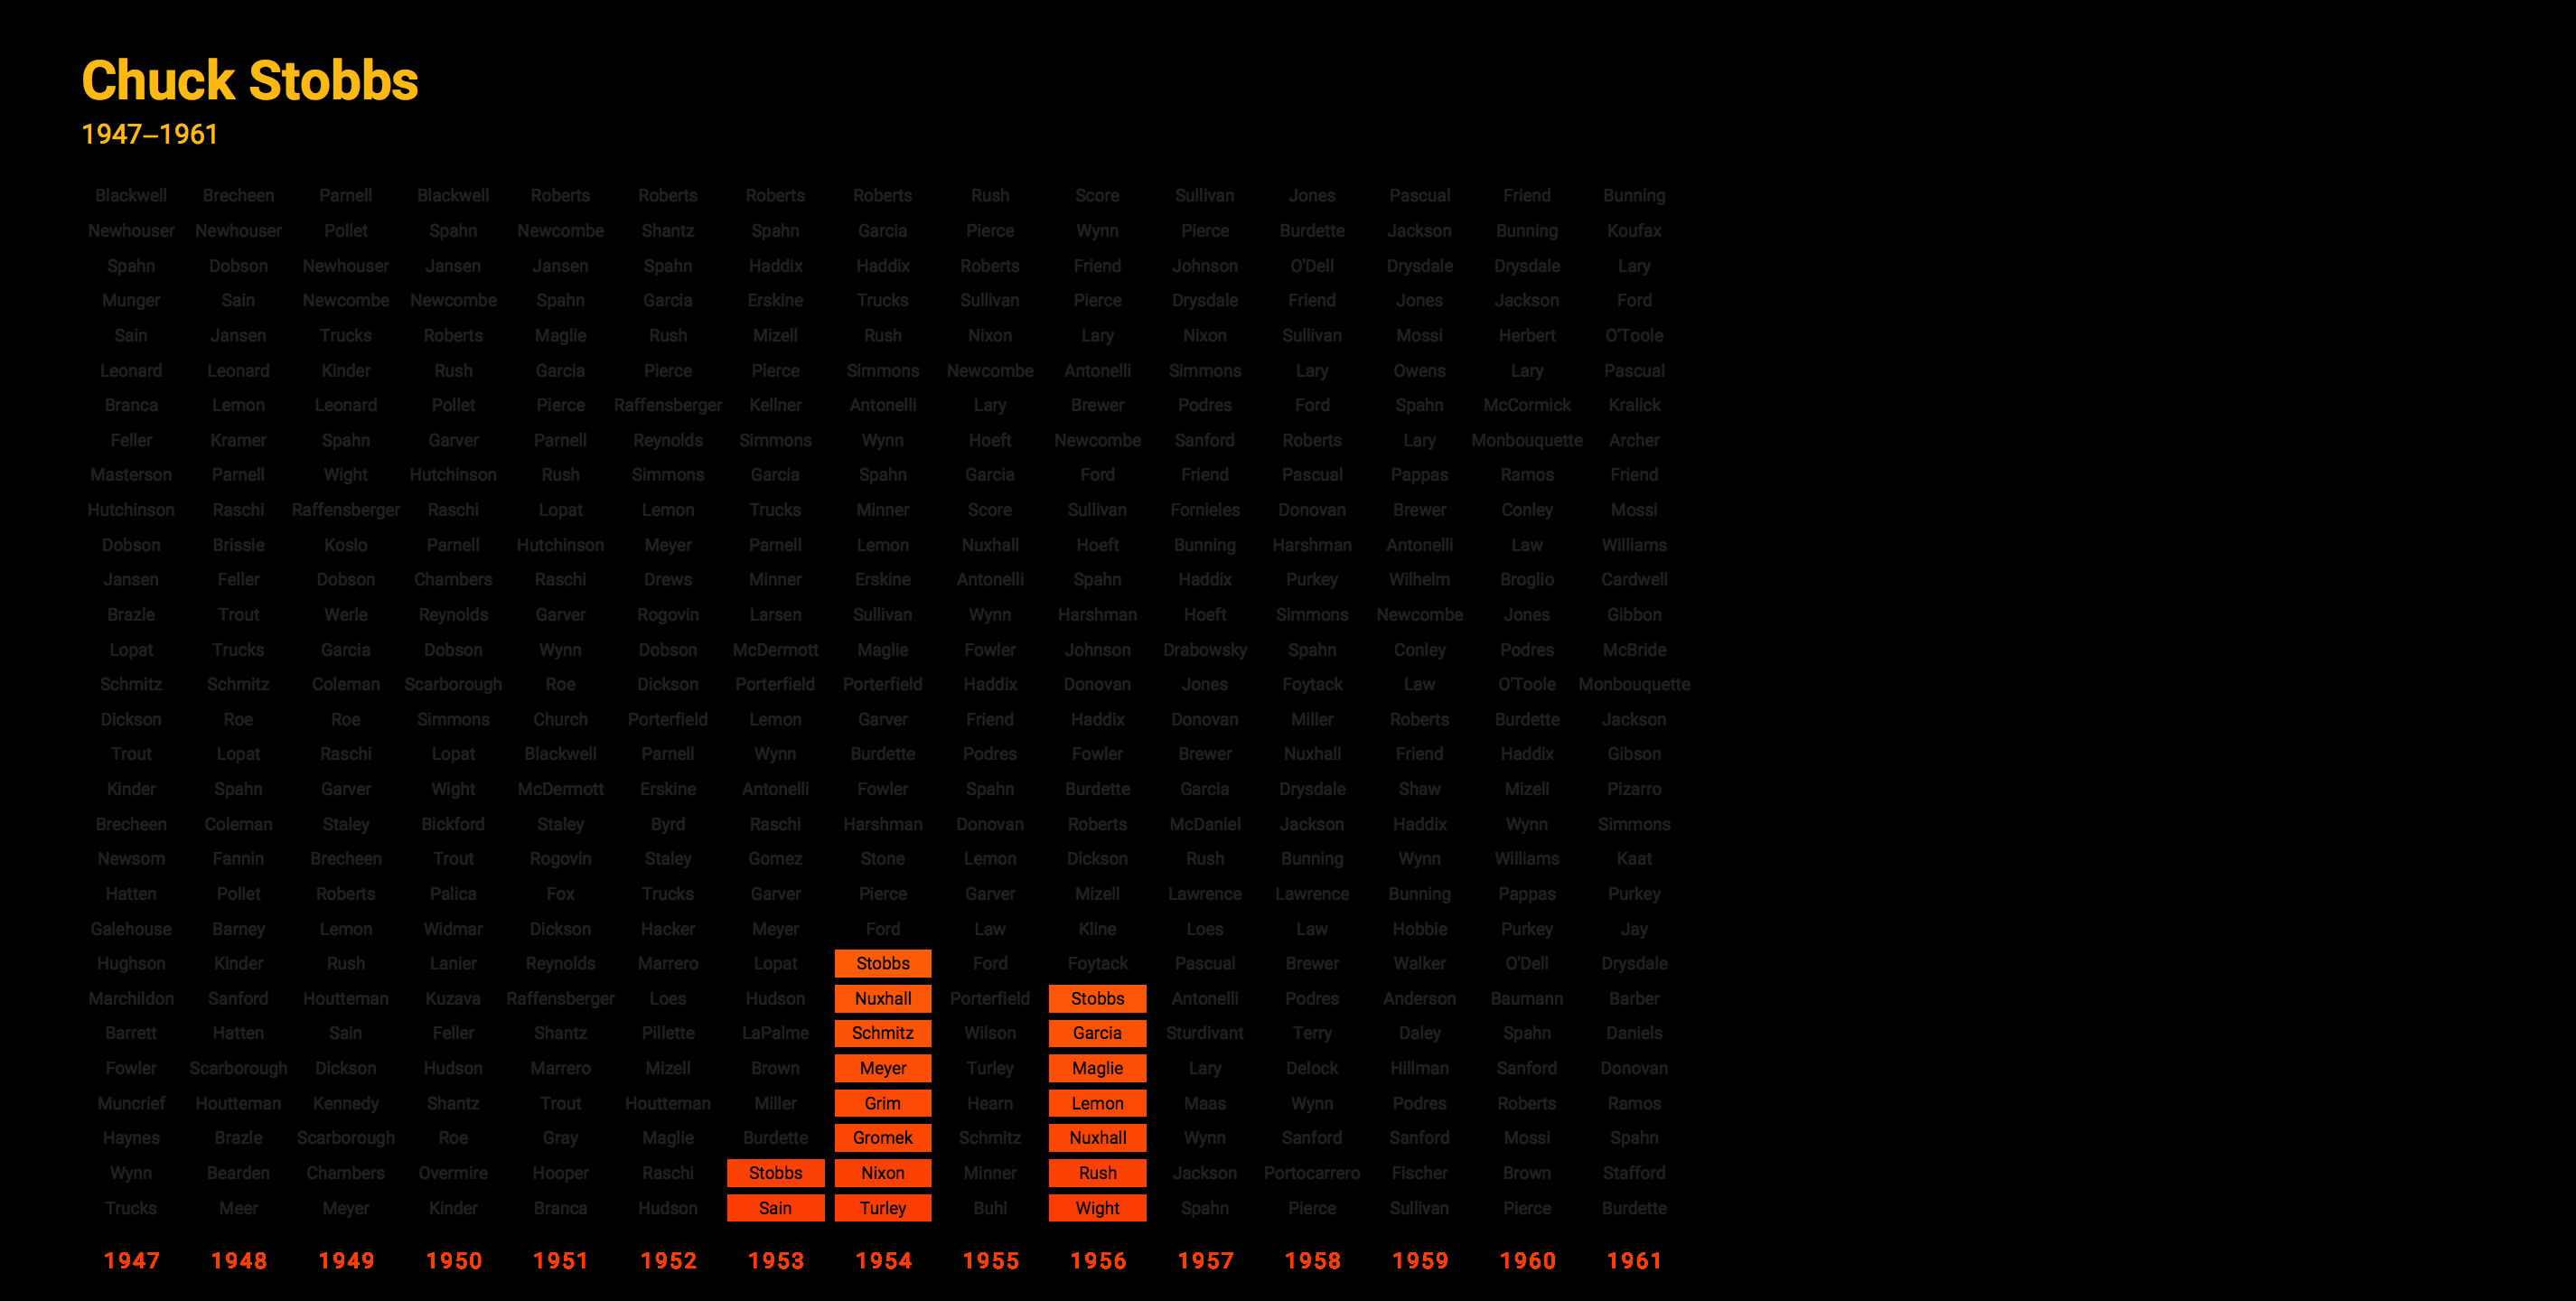 Chuck Stobbs
1947–1961
Blackwell Brecheen Parnell Blackwell Roberts Roberts Roberts Roberts Rush Score Sullivan Jones Pascual Friend Bunning
Newhouser Newhouser Pollet Spahn Newcombe Shantz Spahn Garcia Pierce Wynn Pierce Burdette Jackson Bunning Koufax
Spahn Dobson Newhouser Jansen Jansen Spahn Haddix Haddix Roberts Friend Johnson O'Dell Drysdale Drysdale Lary
Munger Sain Newcombe Newcombe Spahn Garcia Erskine Trucks Sullivan Pierce Drysdale Friend Jones Jackson Ford
Sain Jansen Trucks Roberts Maglie Rush Mizell Rush Nixon Lary Nixon Sullivan Mossi Herbert O'Toole
Leonard Leonard Kinder Rush Garcia Pierce Pierce Simmons Newcombe Antonelli Simmons Lary Owens Lary Pascual
Branca Lemon Leonard Pollet Pierce Raffensberger Kellner Antonelli Lary Brewer Podres Ford Spahn McCormick Kralick
Feller Kramer Spahn Garver Parnell Reynolds Simmons Wynn Hoeft Newcombe Sanford Roberts Lary Monbouquette Archer
Masterson Parnell Wight Hutchinson Rush Simmons Garcia Spahn Garcia Ford Friend Pascual Pappas Ramos Friend
Hutchinson Raschi Raffensberger Raschi Lopat Lemon Trucks Minner Score Sullivan Fornieles Donovan Brewer Conley Mossi
Dobson Brissie Koslo Parnell Hutchinson Meyer Parnell Lemon Nuxhall Hoeft Bunning Harshman Antonelli Law Williams
Jansen Feller Dobson Chambers Raschi Drews Minner Erskine Antonelli Spahn Haddix Purkey Wilhelm Broglio Cardwell
Brazle Trout Werle Reynolds Garver Rogovin Larsen Sullivan Wynn Harshman Hoeft Simmons Newcombe Jones Gibbon
Lopat Trucks Garcia Dobson Wynn Dobson McDermott Maglie Fowler Johnson Drabowsky Spahn Conley Podres McBride
Schmitz Schmitz Coleman Scarborough Roe Dickson Porterfield Porterfield Haddix Donovan Jones Foytack Law O'Toole Monbouquette
Dickson Roe Roe Simmons Church Porterfield Lemon Garver Friend Haddix Donovan Miller Roberts Burdette Jackson
Trout Lopat Raschi Lopat Blackwell Parnell Wynn Burdette Podres Fowler Brewer Nuxhall Friend Haddix Gibson
Kinder Spahn Garver Wight McDermott Erskine Antonelli Fowler Spahn Burdette Garcia Drysdale Shaw Mizell Pizarro
Brecheen Coleman Staley Bickford Staley Byrd Raschi Harshman Donovan Roberts McDaniel Jackson Haddix Wynn Simmons
Newsom Fannin Brecheen Trout Rogovin Staley Gomez Stone Lemon Dickson Rush Bunning Wynn Williams Kaat
Hatten Pollet Roberts Palica Fox Trucks Garver Pierce Garver Mizell Lawrence Lawrence Bunning Pappas Purkey
Galehouse Barney Lemon Widmar Dickson Hacker Meyer Ford Law Kline Loes Law Hobbie Purkey Jay
Hughson Kinder Rush Lanier Reynolds Marrero Lopat Stobbs Ford Foytack Pascual Brewer Walker O'Dell Drysdale
Marchildon Sanford Houtteman Kuzava Raffensberger Loes Hudson Nuxhall Porterfield Stobbs Antonelli Podres Anderson Baumann Barber
Barrett Hatten Sain Feller Shantz Pillette LaPalme Schmitz Wilson Garcia Sturdivant Terry Daley Spahn Daniels
Fowler Scarborough Dickson Hudson Marrero Mizell Brown Meyer Turley Maglie Lary Delock Hillman Sanford Donovan
Muncrief Houtteman Kennedy Shantz Trout Houtteman Miller Grim Hearn Lemon Maas Wynn Podres Roberts Ramos
Haynes Brazle Scarborough Roe Gray Maglie Burdette Gromek Schmitz Nuxhall Wynn Sanford Sanford Mossi Spahn
Wynn Bearden Chambers Overmire Hooper Raschi Stobbs Nixon Minner Rush Jackson Portocarrero Fischer Brown Stafford
Trucks Meer Meyer Kinder Branca Hudson Sain Turley Buhl Wight Spahn Pierce Sullivan Pierce Burdette
1947 1948 1949 1950 1951 1952 1953 1954 1955 1956 1957 1958 1959 1960 1961